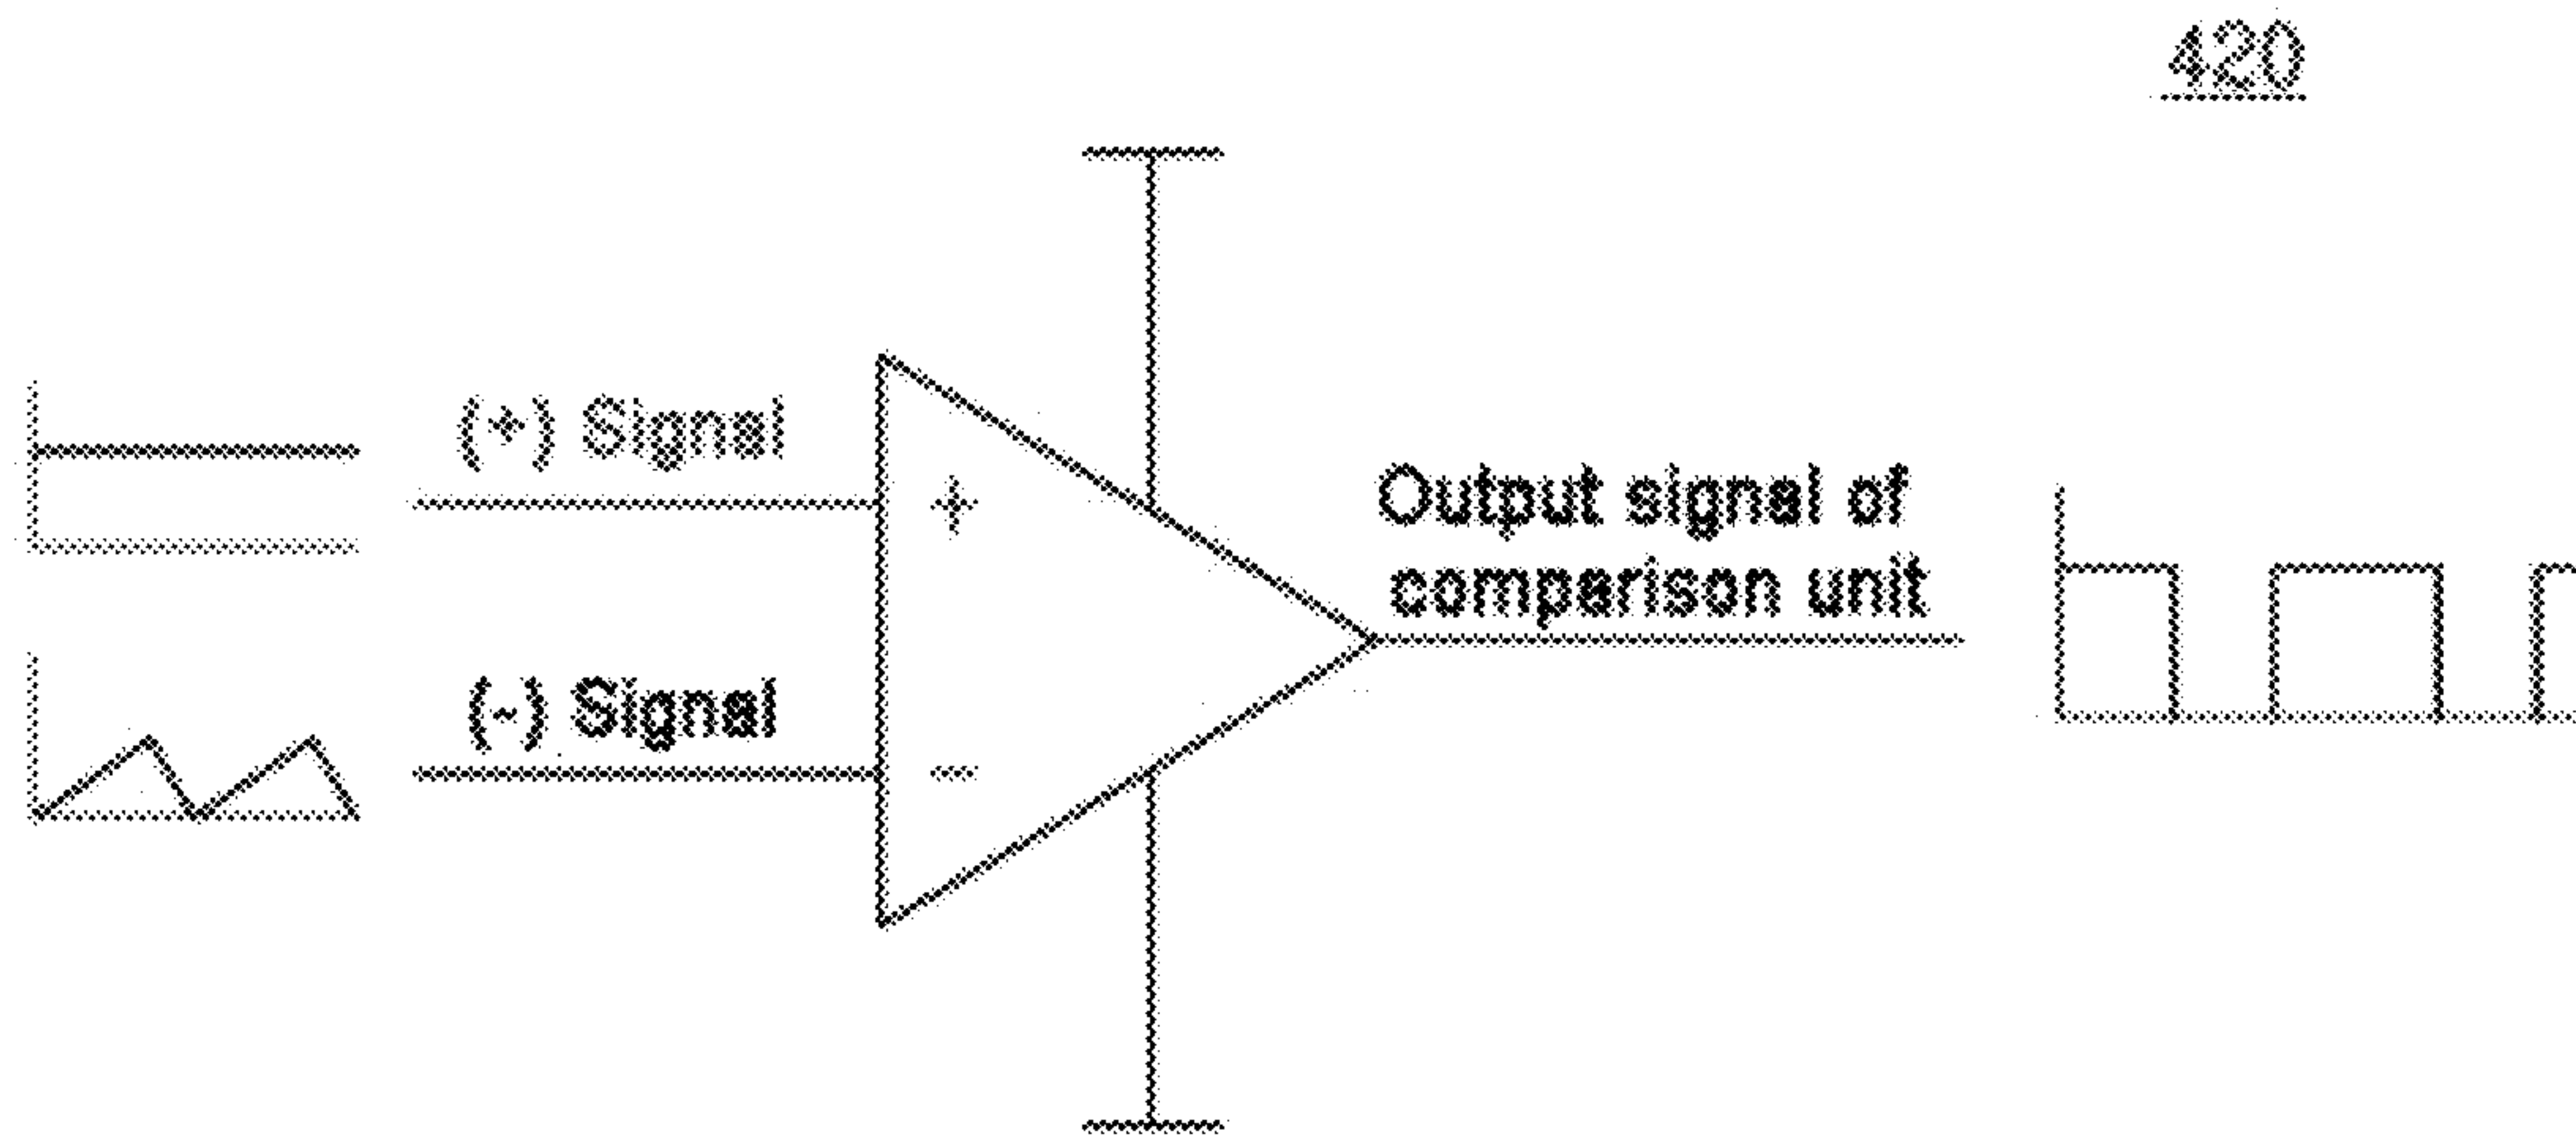 420
(+) Signal
+
Output signal of
comparison unit
(-) Signal
-